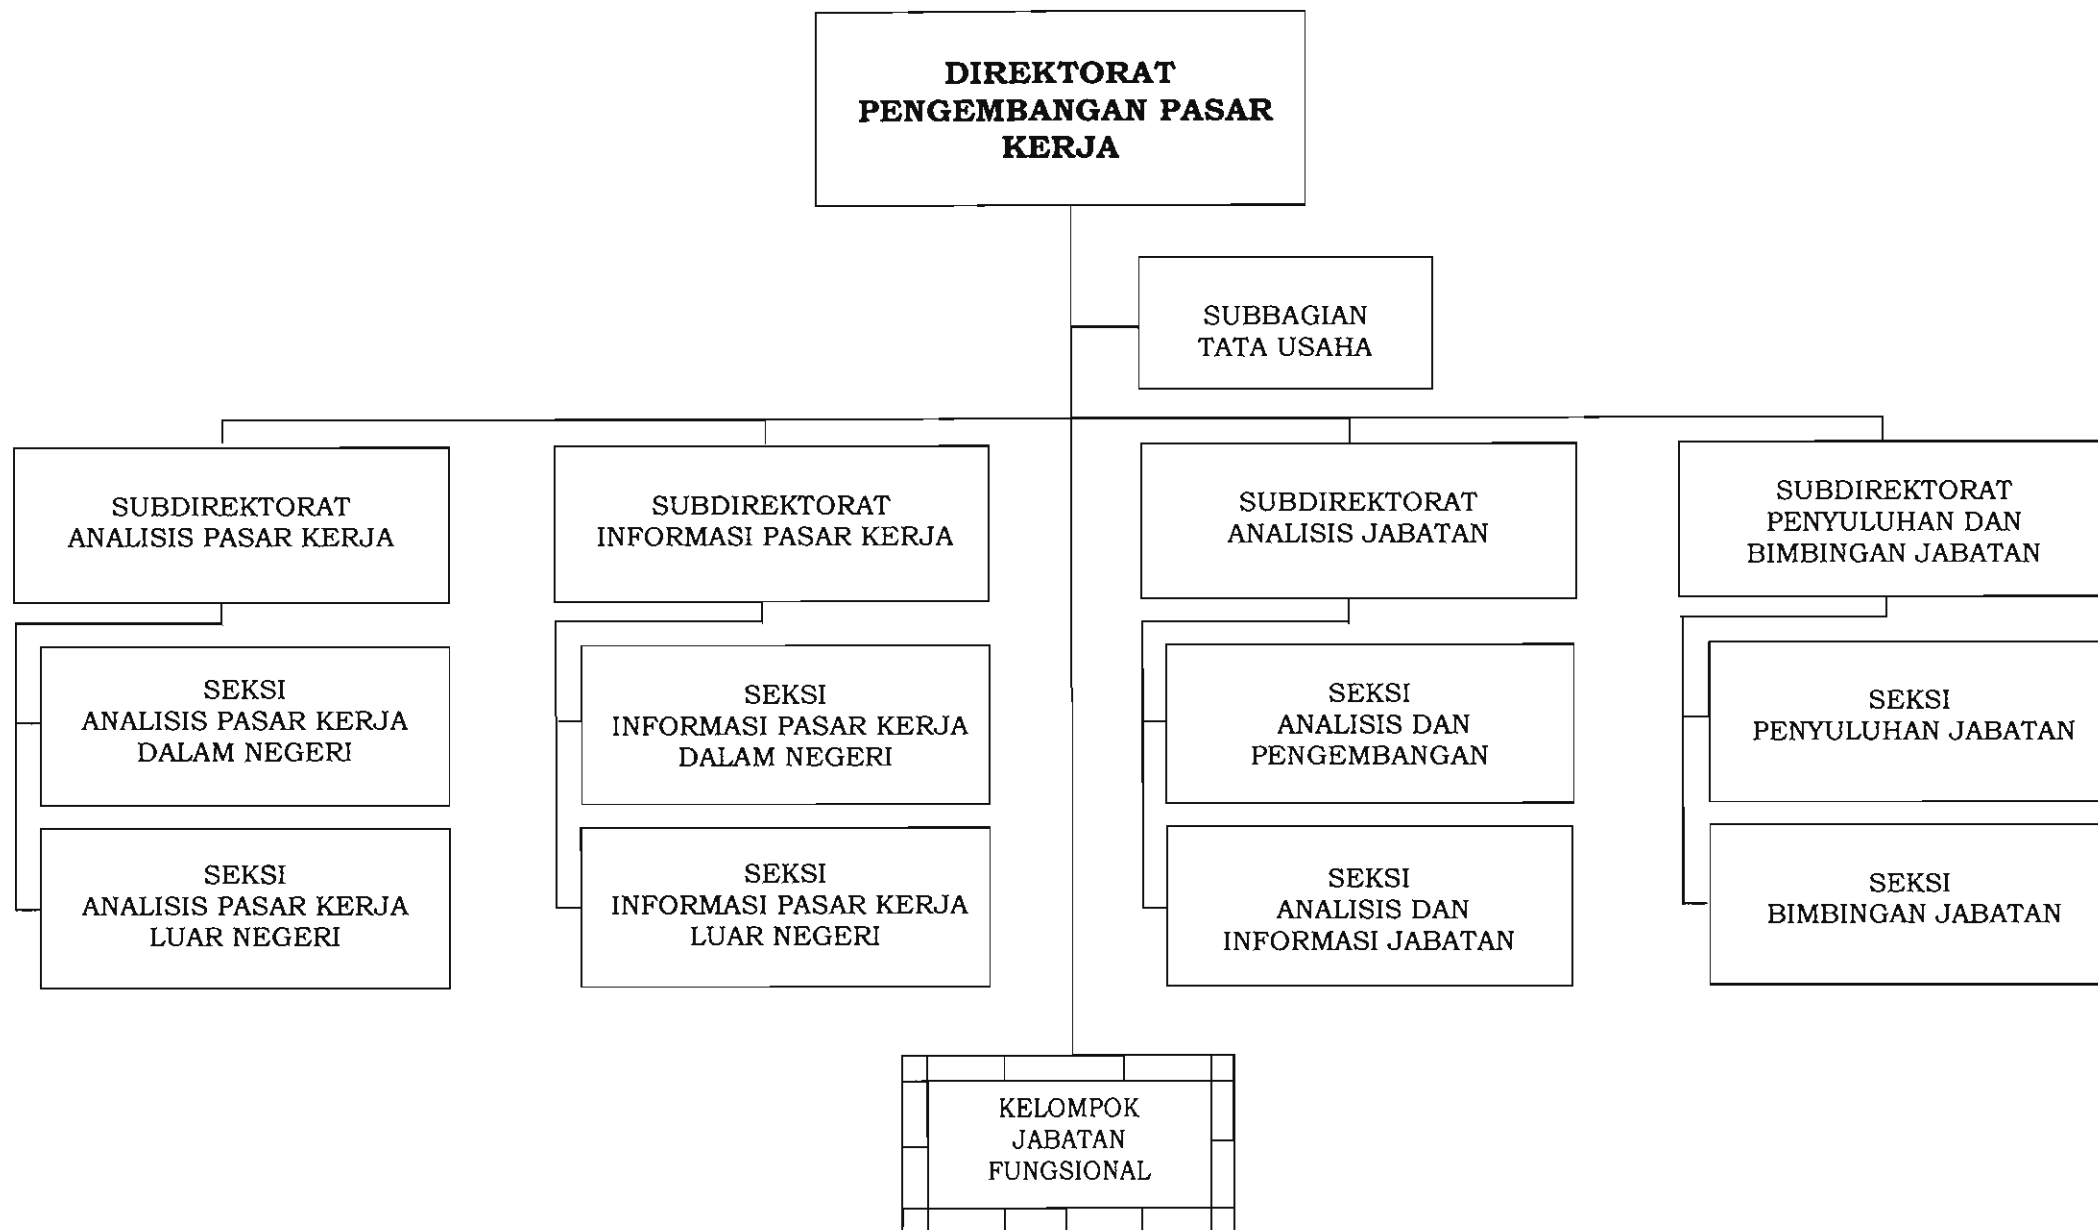 DIREKTORAT
PENGEMBANGAN PASAR
KERJA
SUBBAGIAN
TATA USAHA
SUBDIREKTORAT
ANALISIS PASAR KERJA
SUBDIREKTORAT
INFORMASI PASAR KERJA
SUBDIREKTORAT
ANALISIS JABATAN
SUBDIREKTORAT
PENYULUHAN DAN
BIMBINGAN JABATAN
SEKSI
ANALISIS PASAR KERJA
DALAM NEGERI
SEKSI
INFORMASI PASAR KERJA
DALAM NEGERI
SEKSI
ANALISIS DAN
PENGEMBANGAN
SEKSI
PENYULUHAN JABATAN
SEKSI
ANALISIS PASAR KERJA
LUAR NEGERI
SEKSI
INFORMASI PASAR KERJA
LUAR NEGERI
SEKSI
ANALISIS DAN
INFORMASI JABATAN
SEKSI
BIMBINGAN JABATAN
KELOMPOK
JABATAN
FUNGSIONAL